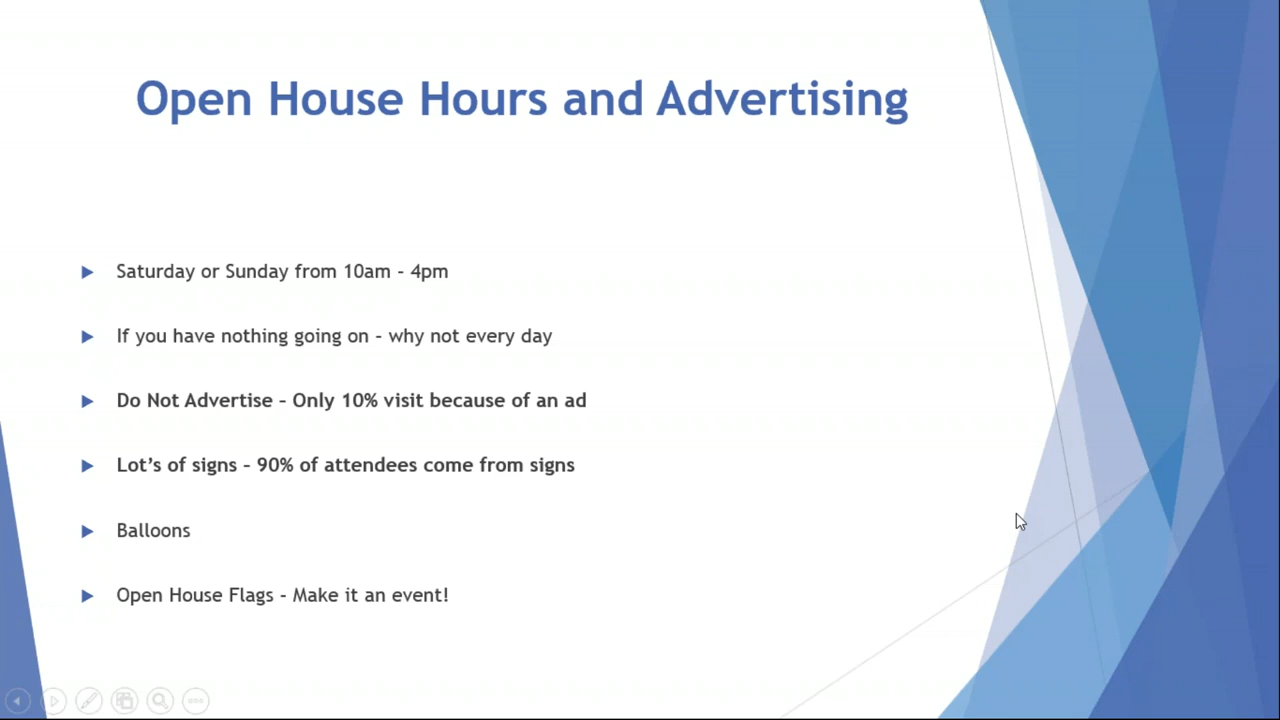 Open House Hours and Advertising
Saturday or Sunday from 10am - 4pm
If you have nothing going on - why not every day
Do Not Advertise - Only 10% visit because of an ad
Lot's of signs - 90% of attendees come from signs
Balloons
Open House Flags - Make it an event!